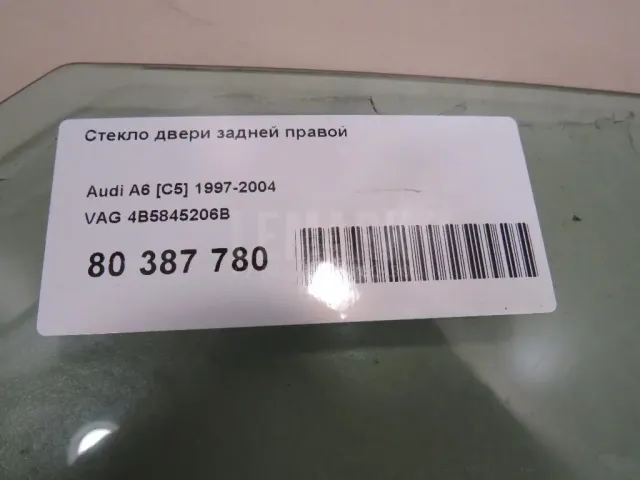 Стекло двери задней правой
Audi A6 [C5] 1997-2004
VAG 4B5845206B
80 387 780